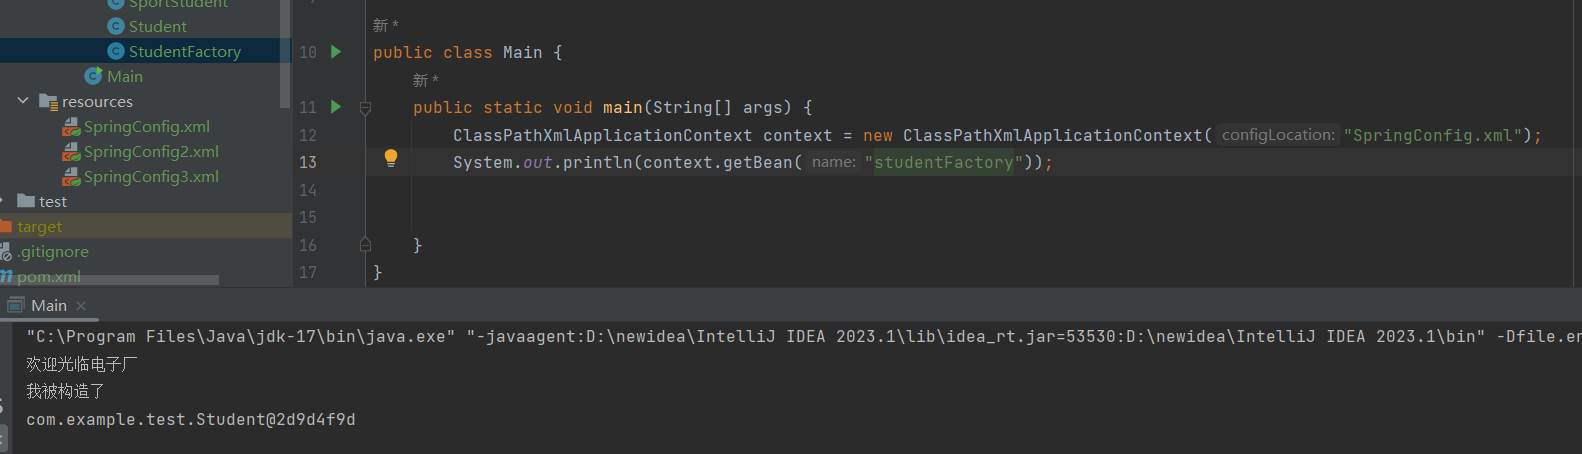 SportStudent
Student
StudentFactory
Main
resources
SpringConfig.xml
SpringConfig2.xml
SpringConfig3.xml
test
target
.gitignore
pom.xml
新 *
10 public class Main {
新 *
11 public static void main(String[] args) {
12 ClassPathXmlApplicationContext context = new ClassPathXmlApplicationContext( configLocation: "SpringConfig.xml");
13 System.out.println(context.getBean( name: "studentFactory"));
14
15
16 }
17 }
Main
"C:\Program Files\Java\jdk-17\bin\java.exe" "-javaagent:D:\newidea\IntelliJ IDEA 2023.1\lib\idea_rt.jar=53530:D:\newidea\IntelliJ IDEA 2023.1\bin" -Dfile.en
欢迎光临电子厂
我被构造了
com.example.test.Student@2d9d4f9d